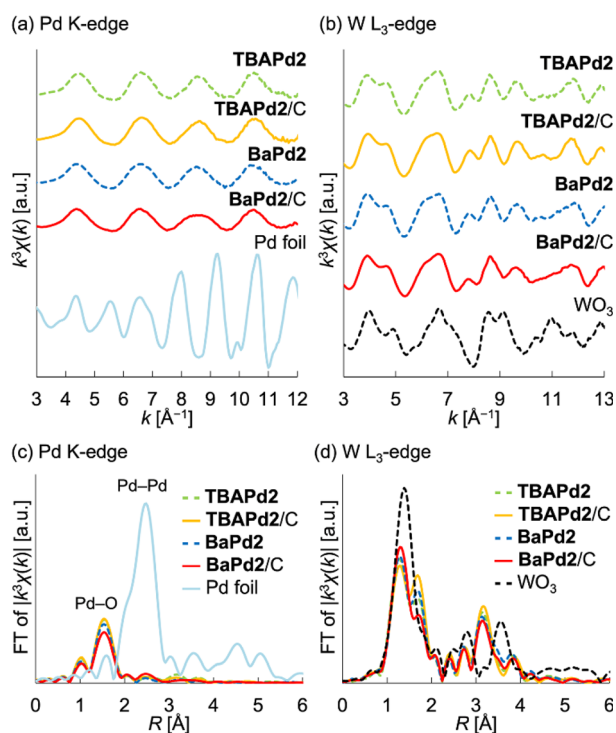 (a) Pd K-edge
k³χ(k) [a.u.]
TBAPd2
TBAPd2/C
BaPd2
BaPd2/C
Pd foil
3 4 5 6 7 8 9 10 11 12
k [Å⁻¹]
(b) W L₃-edge
k³χ(k) [a.u.]
TBAPd2
TBAPd2/C
BaPd2
BaPd2/C
WO₃
3 5 7 9 11 13
k [Å⁻¹]
(c) Pd K-edge
FT of |k³χ(k)| [a.u.]
Pd–Pd
Pd–O
TBAPd2
TBAPd2/C
BaPd2
BaPd2/C
Pd foil
0 1 2 3 4 5 6
R [Å]
(d) W L₃-edge
FT of |k³χ(k)| [a.u.]
TBAPd2
TBAPd2/C
BaPd2
BaPd2/C
WO₃
0 1 2 3 4 5 6
R [Å]